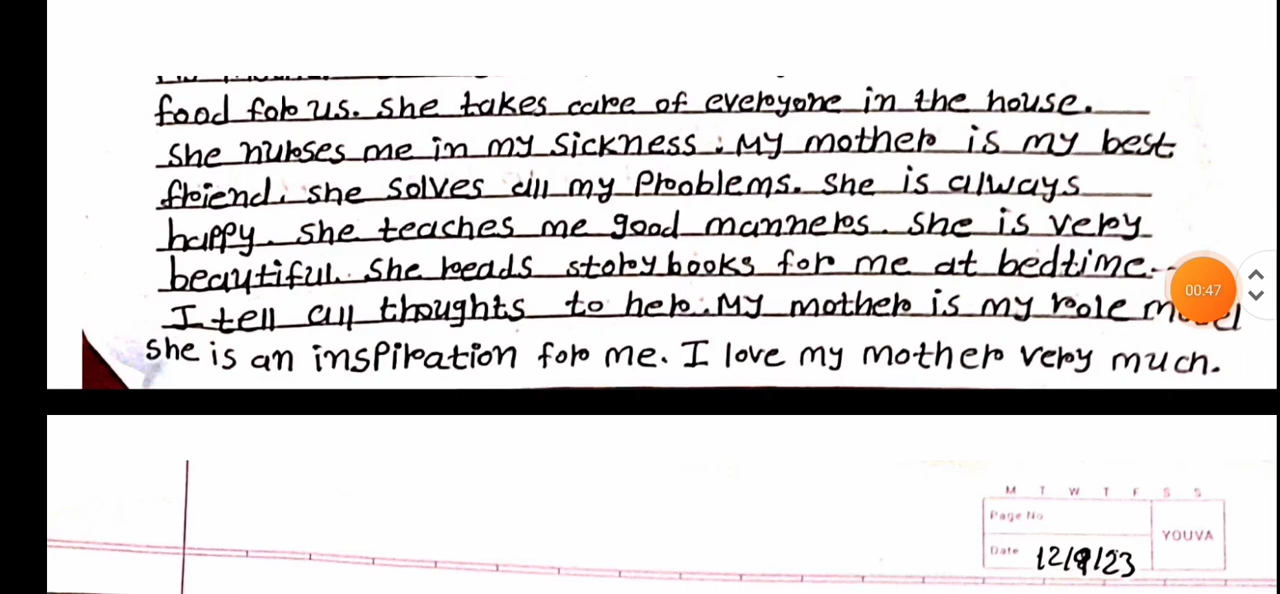 food for us. She takes care of everyone in the house.
She nurses me in my sickness. My mother is my best
friend. she solves all my problems. She is always
happy. She teaches me good manners. She is very
beautiful. She reads storybooks for me at bedtime.
I tell all thoughts to her. My mother is my role
she is an inspiration for me. I love my mother very much.
00:47
M T W T F S S
Page No
YOUVA
Date 12/9/23